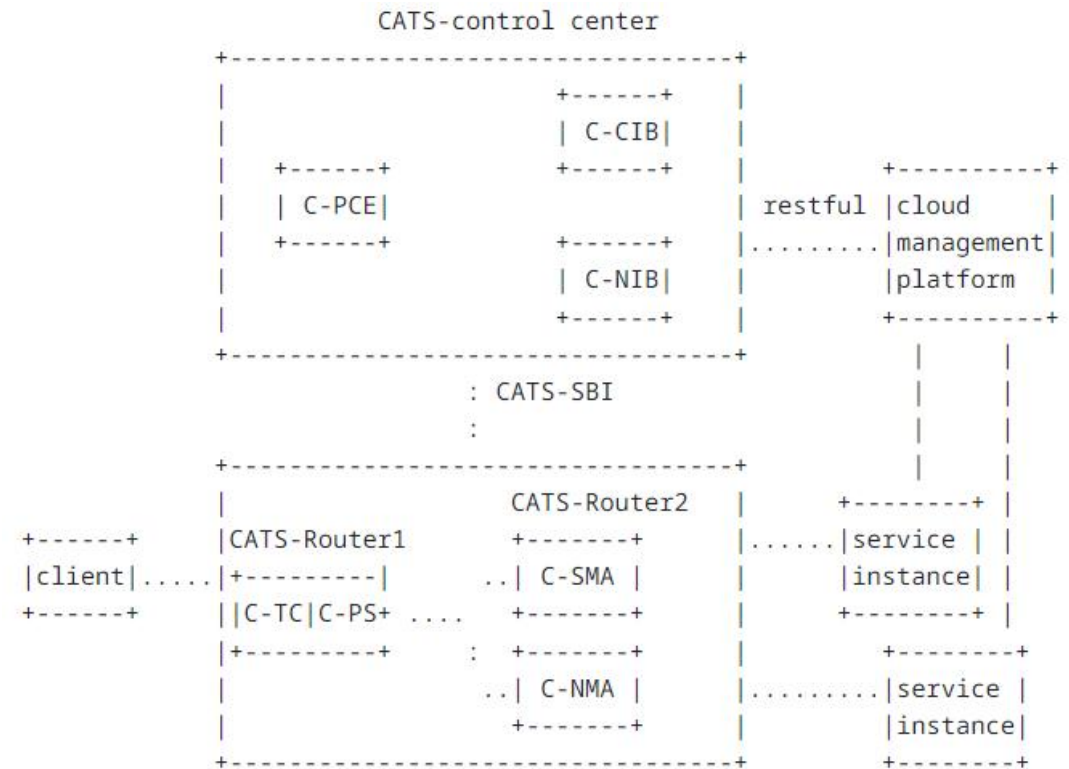 CATS-control center
+----------------------------------+
|                      +------+    |
|                      | C-CIB|    |
|   +------+           +------+    |         +----------+
|   | C-PCE|                       | restful |cloud     |
|   +------+           +------+    |.........|management|
|                      | C-NIB|    |         |platform  |
|                      +------+    |         +----------+
+----------------------------------+           |     |
: CATS-SBI                    |     |
:                             |     |
+----------------------------------+           |     |
|                   CATS-Router2   |      +--------+ |
+------+     |CATS-Router1       +-------+      |......|service | |
|client|.....|+---------|      ..| C-SMA |      |      |instance| |
+------+     ||C-TC|C-PS+ ....   +-------+      |      +--------+ |
|+---------+     :  +-------+      |         +--------+
|                 ..| C-NMA |      |.........|service |
|                   +-------+      |         |instance|
+----------------------------------+         +--------+